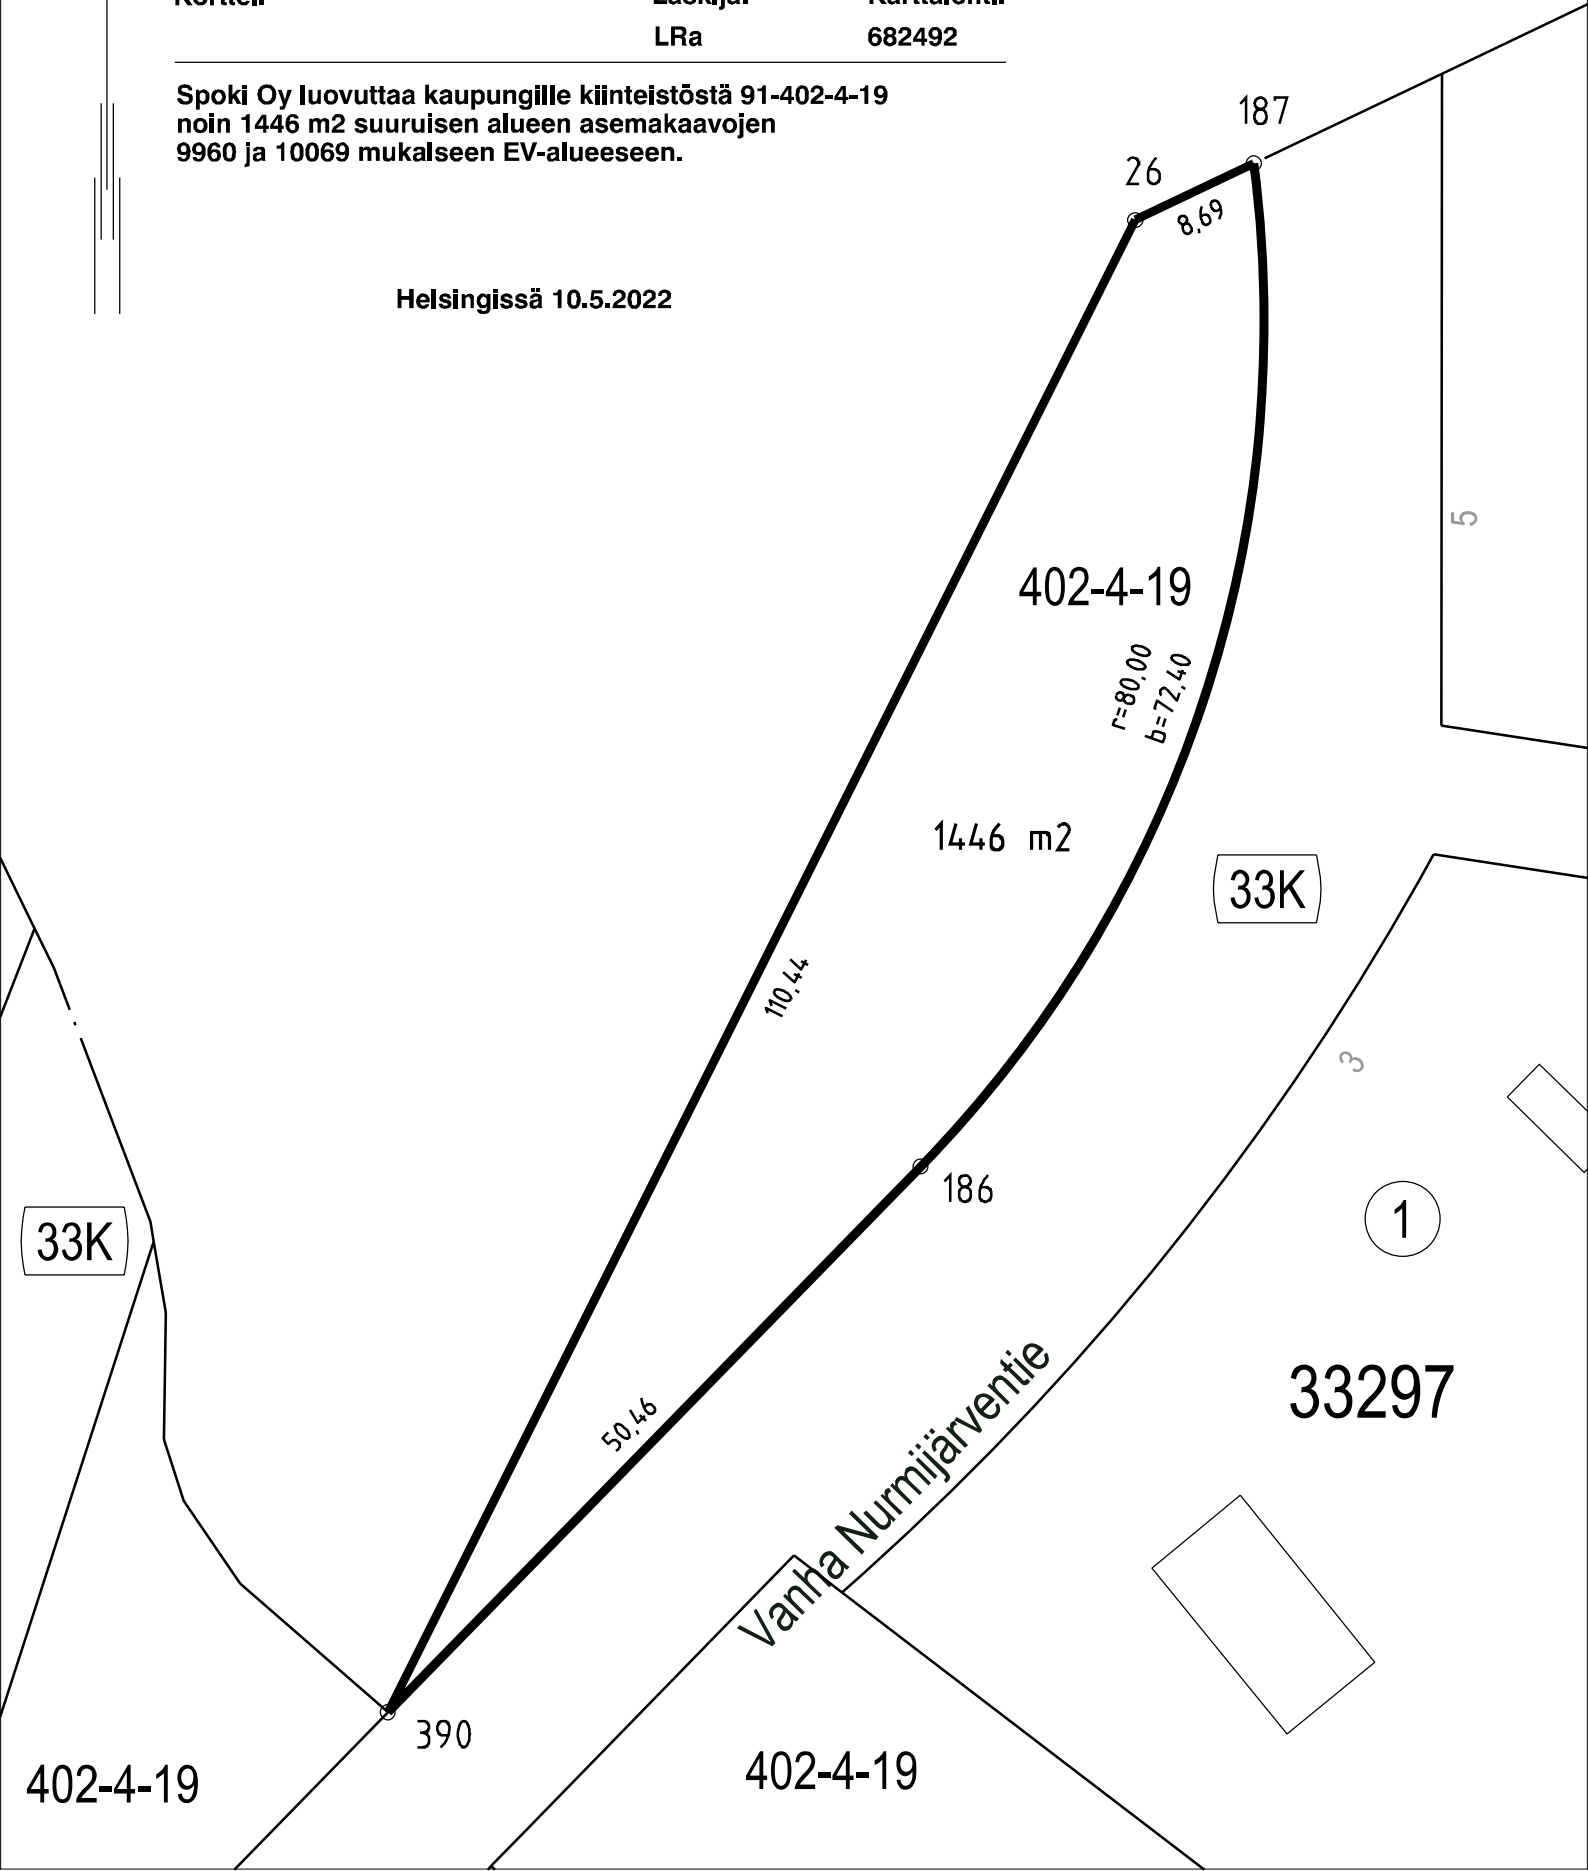 LRa 682492
Spoki Oy luovuttaa kaupungille kiinteistöstä 91-402-4-19
noin 1446 m2 suuruisen alueen asemakaavojen
9960 ja 10069 mukaiseen EV-alueeseen.
Helsingissä 10.5.2022
187
26
8,69
5
402-4-19
r=80,00
b=72,40
1446 m2
33K
110,44
3
186
1
33K
Vanha Nurmijärventie
33297
50,46
390
402-4-19
402-4-19